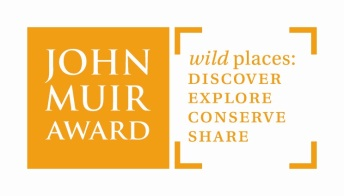 JOHN
MUIR
AWARD
wild places:
DISCOVER
EXPLORE
CONSERVE
SHARE